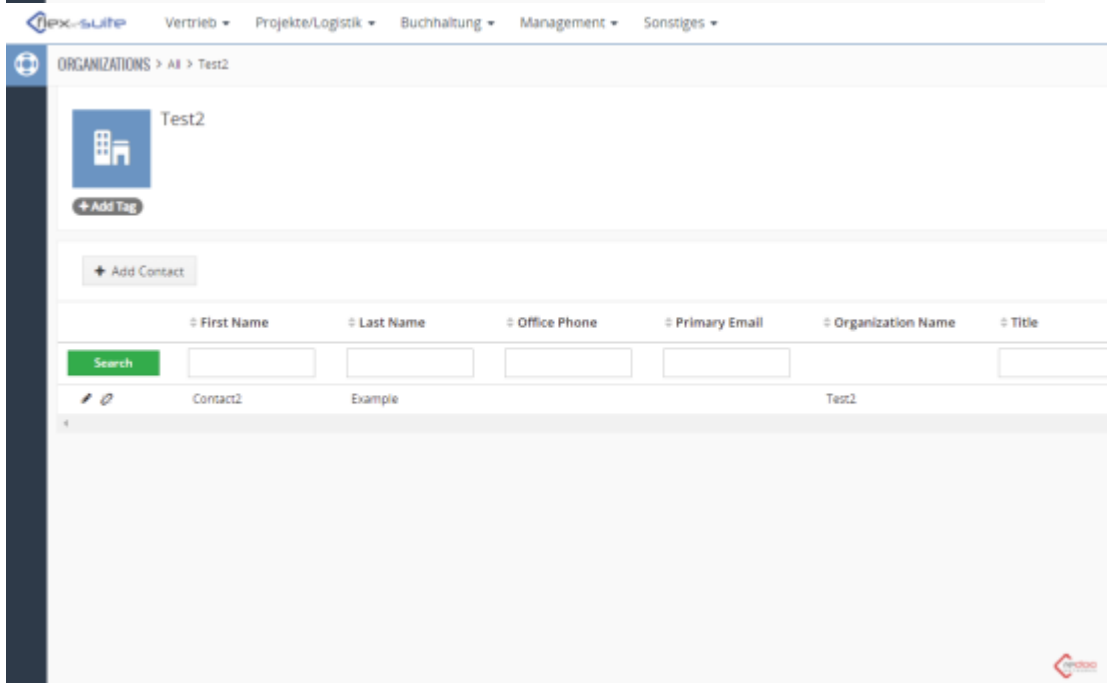 flex-suite Vertrieb Projekte/Logistik Buchhaltung Management Sonstiges
ORGANIZATIONS > All > Test2
Test2
+ Add Tag
+ Add Contact
First Name Last Name Office Phone Primary Email Organization Name Title
Search
Contact2 Example Test2
redoo